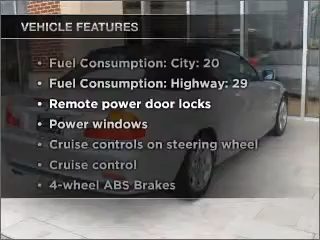 VEHICLE FEATURES
• Fuel Consumption: City: 20
• Fuel Consumption: Highway: 29
• Remote power door locks
• Power windows
• Cruise controls on steering wheel
• Cruise control
• 4-wheel ABS Brakes